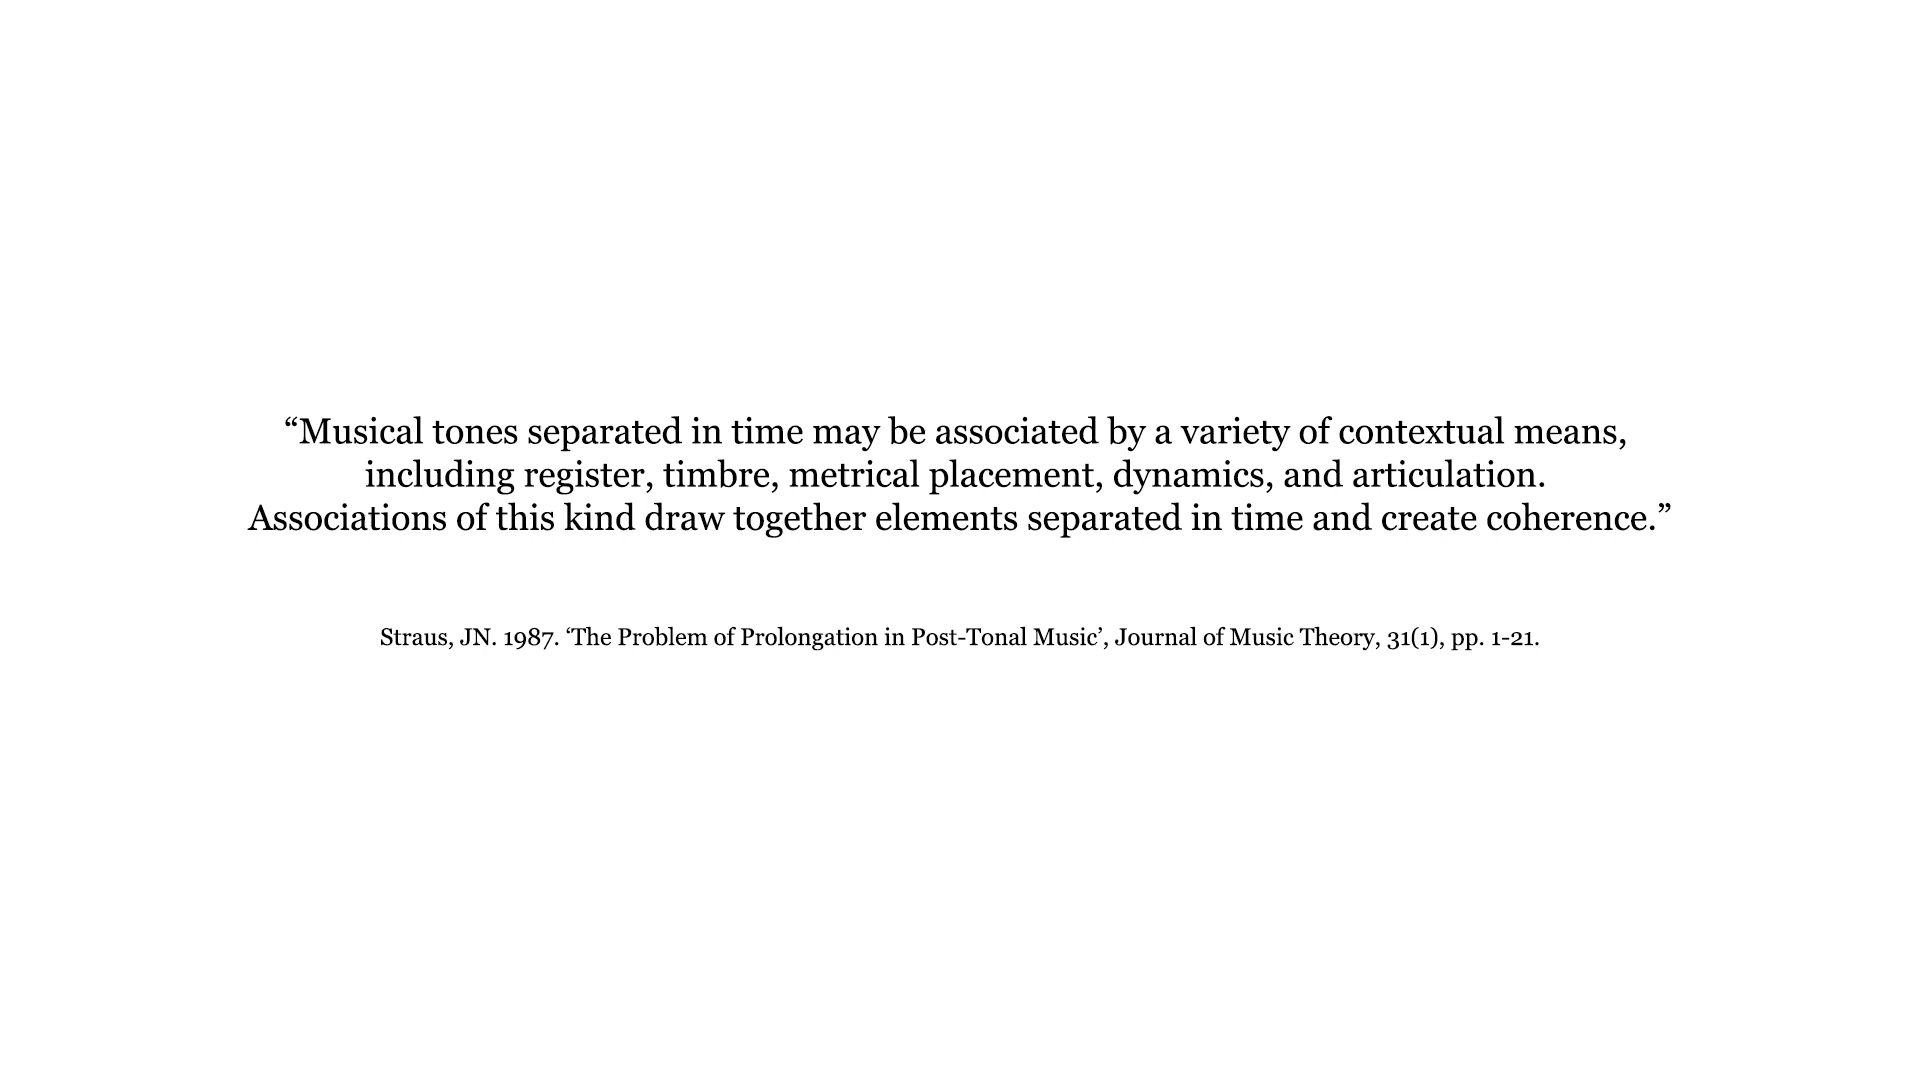 “Musical tones separated in time may be associated by a variety of contextual means,
including register, timbre, metrical placement, dynamics, and articulation.
Associations of this kind draw together elements separated in time and create coherence.”
Straus, JN. 1987. ‘The Problem of Prolongation in Post-Tonal Music’, Journal of Music Theory, 31(1), pp. 1-21.